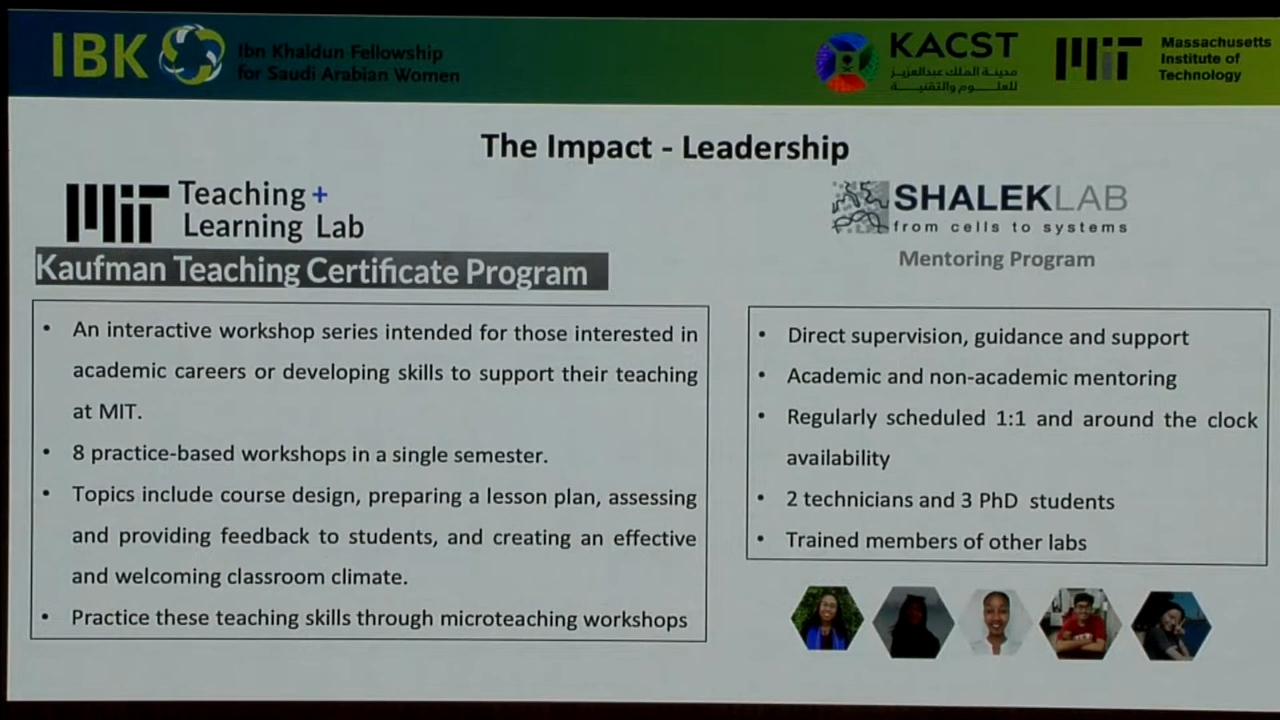 IBK
Ibn Khaldun Fellowship
for Saudi Arabian Women
KACST
مدينة الملك عبدالعزيز
للعلوم والتقنية
MIT
Massachusetts
Institute of
Technology
The Impact - Leadership
MIT Teaching +
Learning Lab
Kaufman Teaching Certificate Program
• An interactive workshop series intended for those interested in
academic careers or developing skills to support their teaching
at MIT.
• 8 practice-based workshops in a single semester.
• Topics include course design, preparing a lesson plan, assessing
and providing feedback to students, and creating an effective
and welcoming classroom climate.
• Practice these teaching skills through microteaching workshops
SHALEKLAB
from cells to systems
Mentoring Program
• Direct supervision, guidance and support
• Academic and non-academic mentoring
• Regularly scheduled 1:1 and around the clock
availability
• 2 technicians and 3 PhD students
• Trained members of other labs